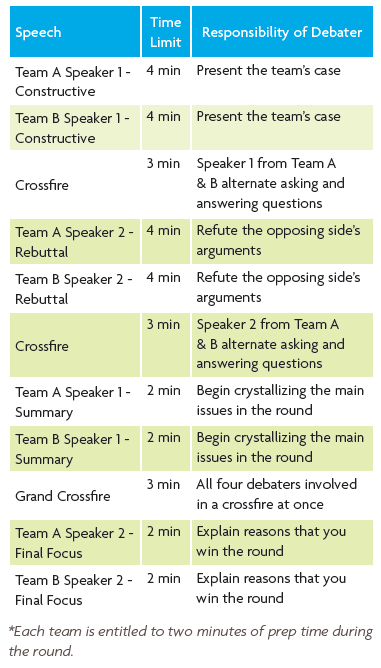 Speech
Time
Limit
Responsibility of Debater
Team A Speaker 1 -
Constructive
4 min
Present the team's case
Team B Speaker 1 -
Constructive
4 min
Present the team's case
Crossfire
3 min
Speaker 1 from Team A
& B alternate asking and
answering questions
Team A Speaker 2 -
Rebuttal
4 min
Refute the opposing side's
arguments
Team B Speaker 2 -
Rebuttal
4 min
Refute the opposing side's
arguments
Crossfire
3 min
Speaker 2 from Team A
& B alternate asking and
answering questions
Team A Speaker 1 -
Summary
2 min
Begin crystallizing the main
issues in the round
Team B Speaker 1 -
Summary
2 min
Begin crystallizing the main
issues in the round
Grand Crossfire
3 min
All four debaters involved
in a crossfire at once
Team A Speaker 2 -
Final Focus
2 min
Explain reasons that you
win the round
Team B Speaker 2 -
Final Focus
2 min
Explain reasons that you
win the round
*Each team is entitled to two minutes of prep time during
the round.